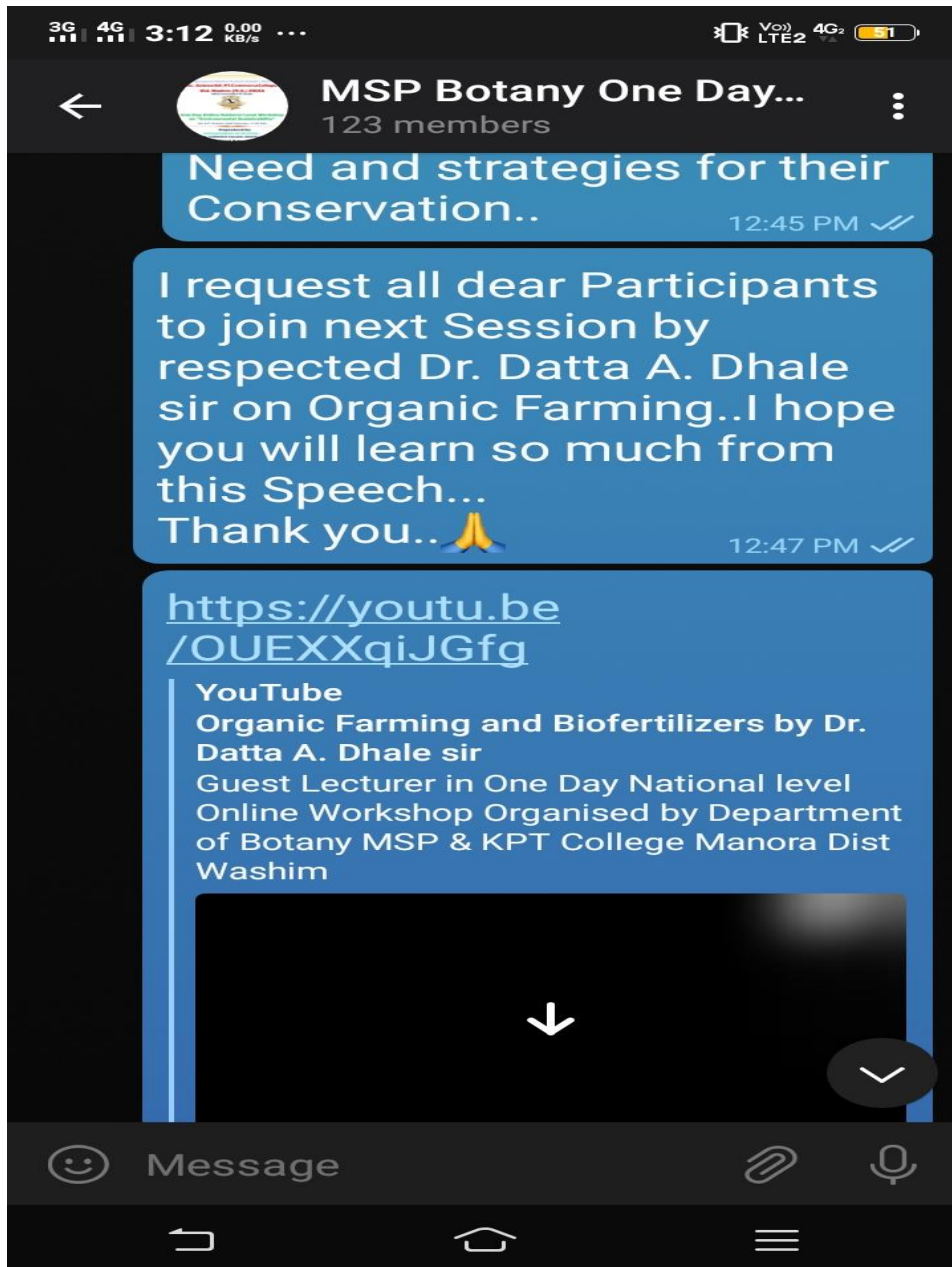 3G 4G 3:12 0.00 KB/s ...
Vo)) LTE2 4G2 51
MSP Botany One Day...
123 members
Need and strategies for their
Conservation..
12:45 PM
I request all dear Participants
to join next Session by
respected Dr. Datta A. Dhale
sir on Organic Farming..I hope
you will learn so much from
this Speech...
Thank you..🙏
12:47 PM
https://youtu.be
/OUEXXqiJGfg
YouTube
Organic Farming and Biofertilizers by Dr.
Datta A. Dhale sir
Guest Lecturer in One Day National level
Online Workshop Organised by Department
of Botany MSP & KPT College Manora Dist
Washim
Message